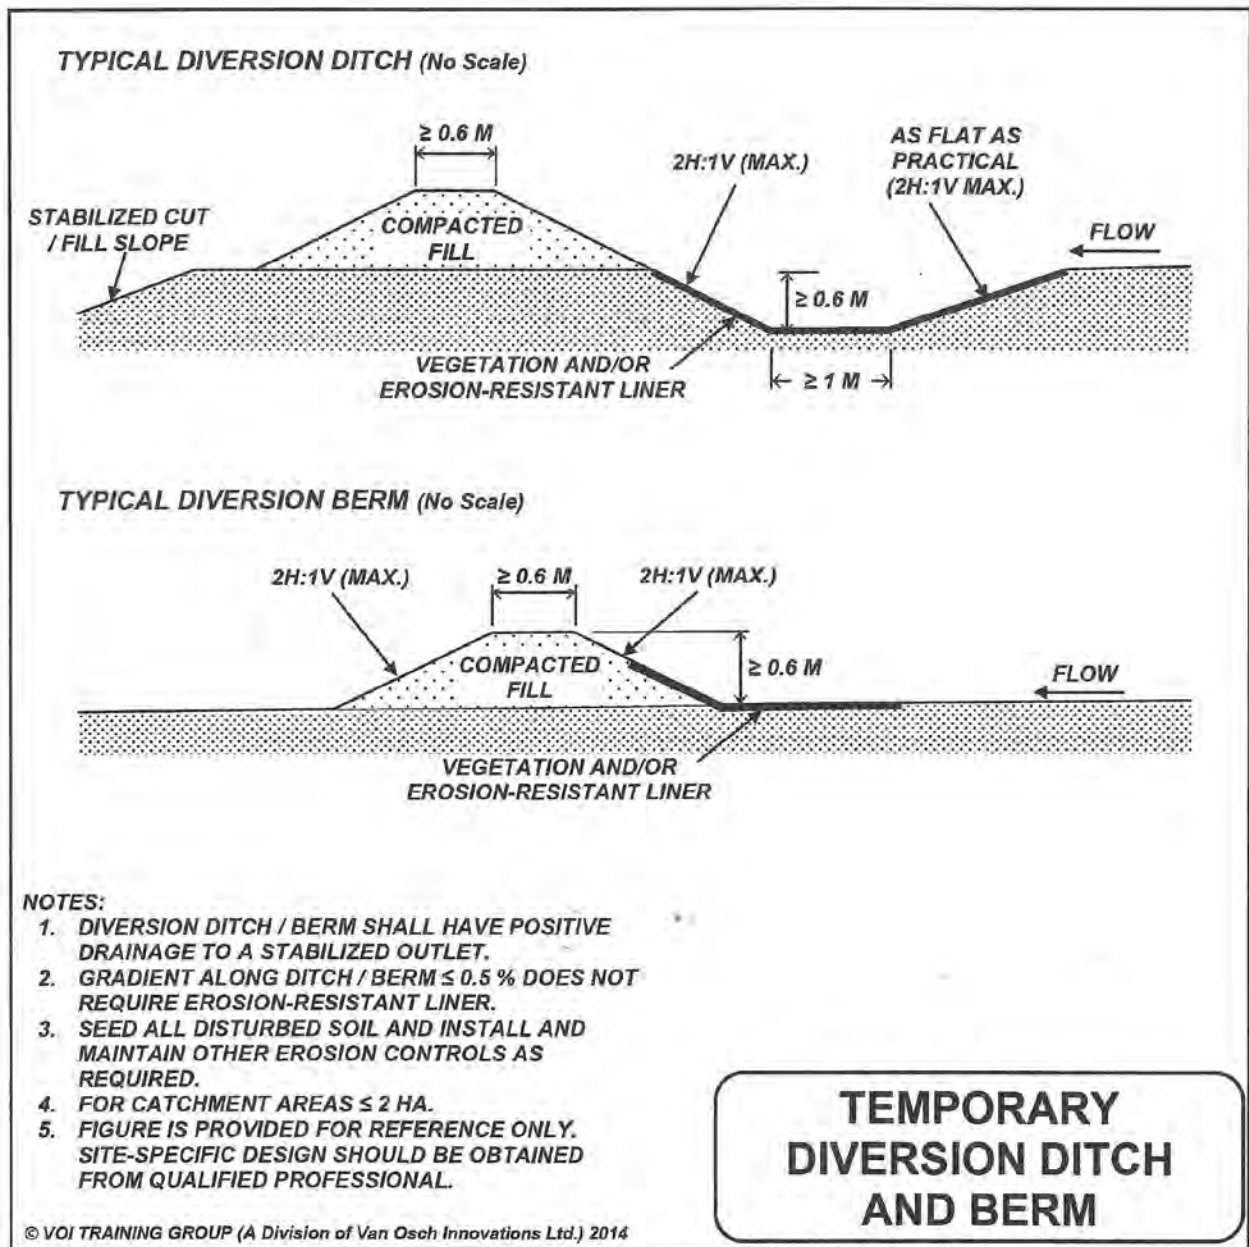 TYPICAL DIVERSION DITCH (No Scale)
≥ 0.6 M
2H:1V (MAX.)
AS FLAT AS
PRACTICAL
(2H:1V MAX.)
STABILIZED CUT
/ FILL SLOPE
COMPACTED
FILL
FLOW
≥ 0.6 M
VEGETATION AND/OR
EROSION-RESISTANT LINER
≥ 1 M
TYPICAL DIVERSION BERM (No Scale)
2H:1V (MAX.)
≥ 0.6 M
2H:1V (MAX.)
COMPACTED
FILL
≥ 0.6 M
FLOW
VEGETATION AND/OR
EROSION-RESISTANT LINER
NOTES:
1. DIVERSION DITCH / BERM SHALL HAVE POSITIVE
DRAINAGE TO A STABILIZED OUTLET.
2. GRADIENT ALONG DITCH / BERM ≤ 0.5 % DOES NOT
REQUIRE EROSION-RESISTANT LINER.
3. SEED ALL DISTURBED SOIL AND INSTALL AND
MAINTAIN OTHER EROSION CONTROLS AS
REQUIRED.
4. FOR CATCHMENT AREAS ≤ 2 HA.
5. FIGURE IS PROVIDED FOR REFERENCE ONLY.
SITE-SPECIFIC DESIGN SHOULD BE OBTAINED
FROM QUALIFIED PROFESSIONAL.
© VOI TRAINING GROUP (A Division of Van Osch Innovations Ltd.) 2014
TEMPORARY
DIVERSION DITCH
AND BERM